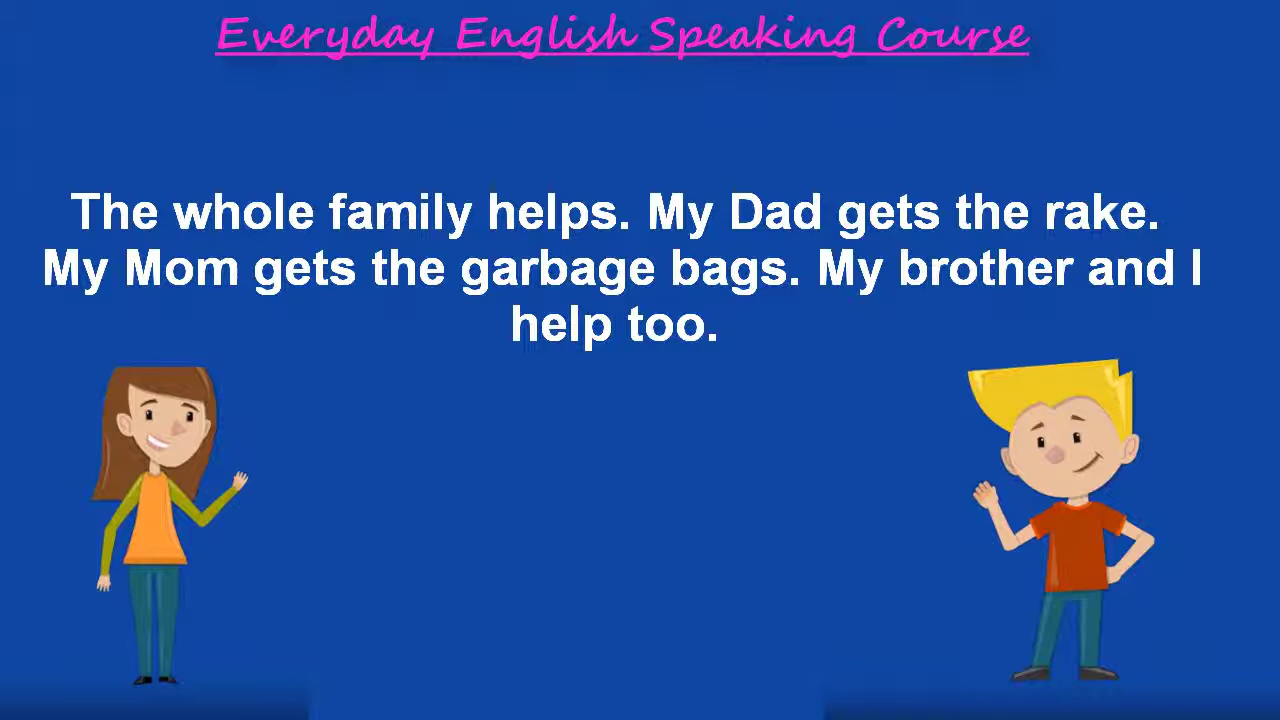 Everyday English Speaking Course
The whole family helps. My Dad gets the rake.
My Mom gets the garbage bags. My brother and I
help too.